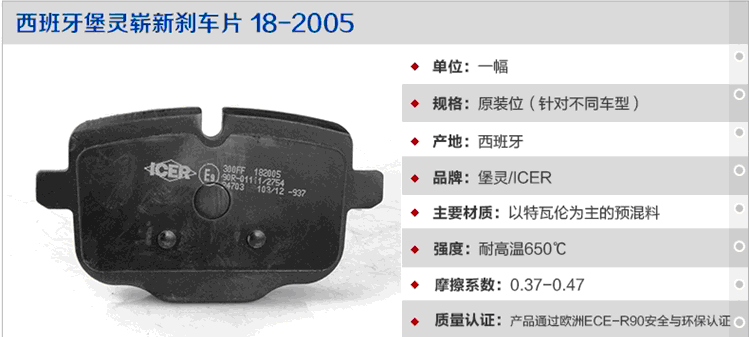 西班牙堡灵崭新刹车片 18-2005
ICER
E9
300FF 182005
90R-01111/2754
24703 103/12 -937
单位：一幅
规格：原装位（针对不同车型）
产地：西班牙
品牌：堡灵/ICER
主要材质：以特瓦伦为主的预混料
强度：耐高温650℃
摩擦系数：0.37-0.47
质量认证：产品通过欧洲ECE-R90安全与环保认证